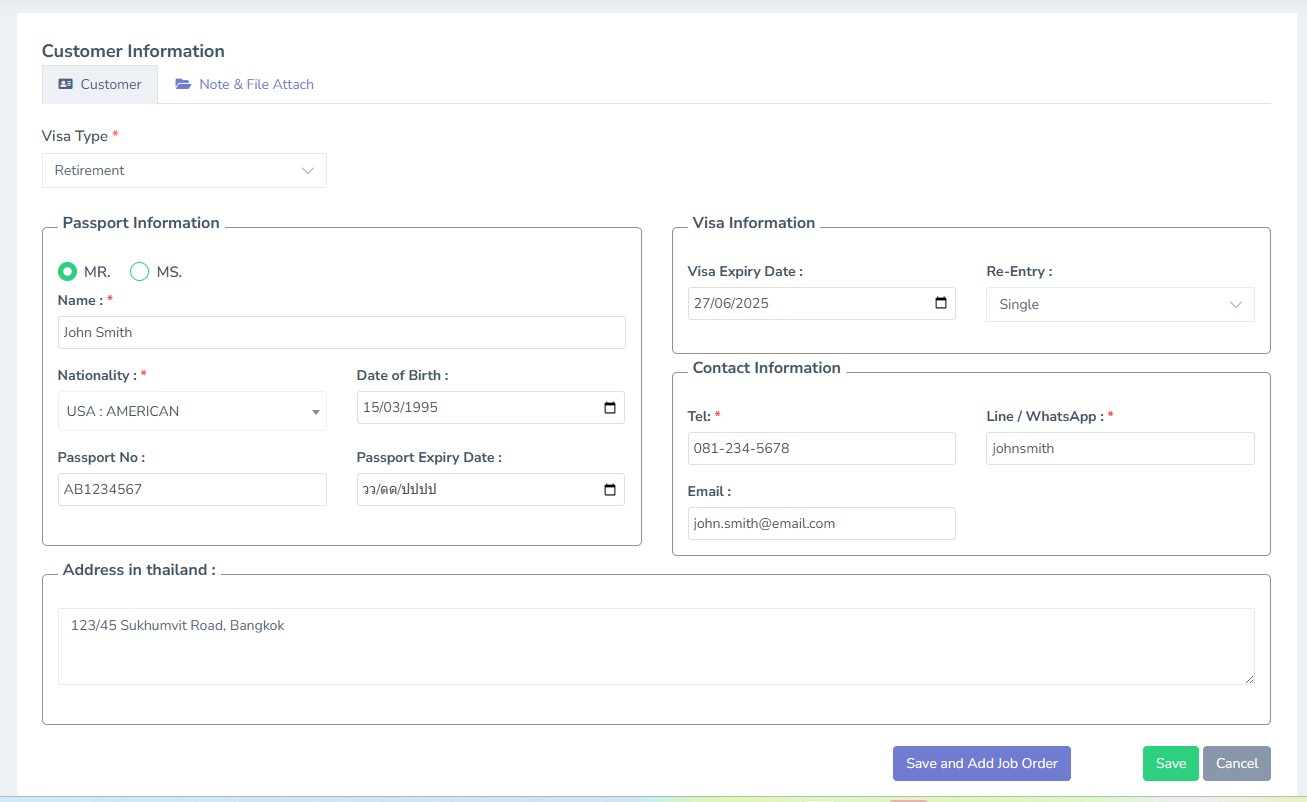 Customer Information
Customer
Note & File Attach
Visa Type *
Retirement
Passport Information
MR.
MS.
Name : *
John Smith
Nationality : *
Date of Birth :
USA : AMERICAN
15/03/1995
Passport No :
Passport Expiry Date :
AB1234567
วว/ดด/ปปปป
Visa Information
Visa Expiry Date :
Re-Entry :
27/06/2025
Single
Contact Information
Tel: *
Line / WhatsApp : *
081-234-5678
johnsmith
Email :
john.smith@email.com
Address in thailand :
123/45 Sukhumvit Road, Bangkok
Save and Add Job Order
Save
Cancel